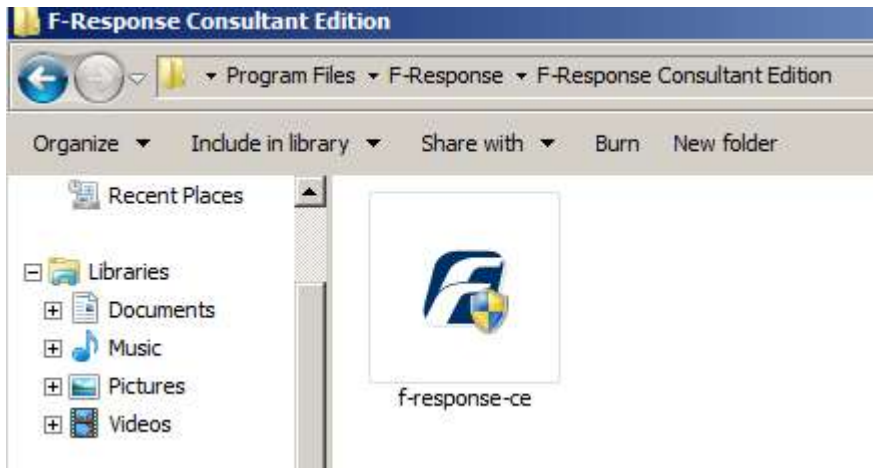 F-Response Consultant Edition
Program Files F-Response F-Response Consultant Edition
Organize Include in library Share with Burn New folder
Recent Places
Libraries
Documents
Music
Pictures
Videos
f-response-ce